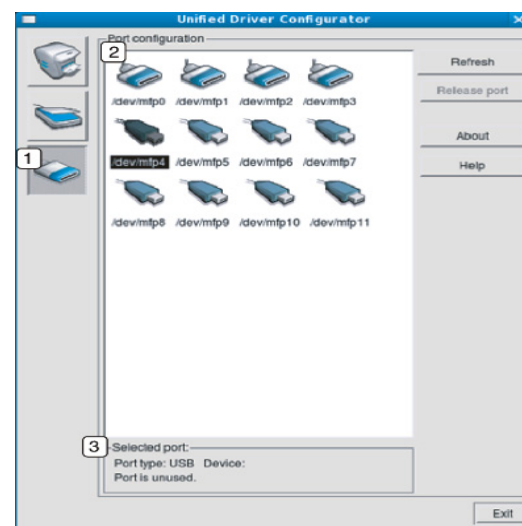 Unified Driver Configurator
Port configuration
2
/dev/mfp0 /dev/mfp1 /dev/mfp2 /dev/mfp3
1
/dev/mfp4 /dev/mfp5 /dev/mfp6 /dev/mfp7
/dev/mfp8 /dev/mfp9 /dev/mfp10 /dev/mfp11
Refresh
Release port
About
Help
3
Selected port:
Port type: USB Device:
Port is unused.
Exit